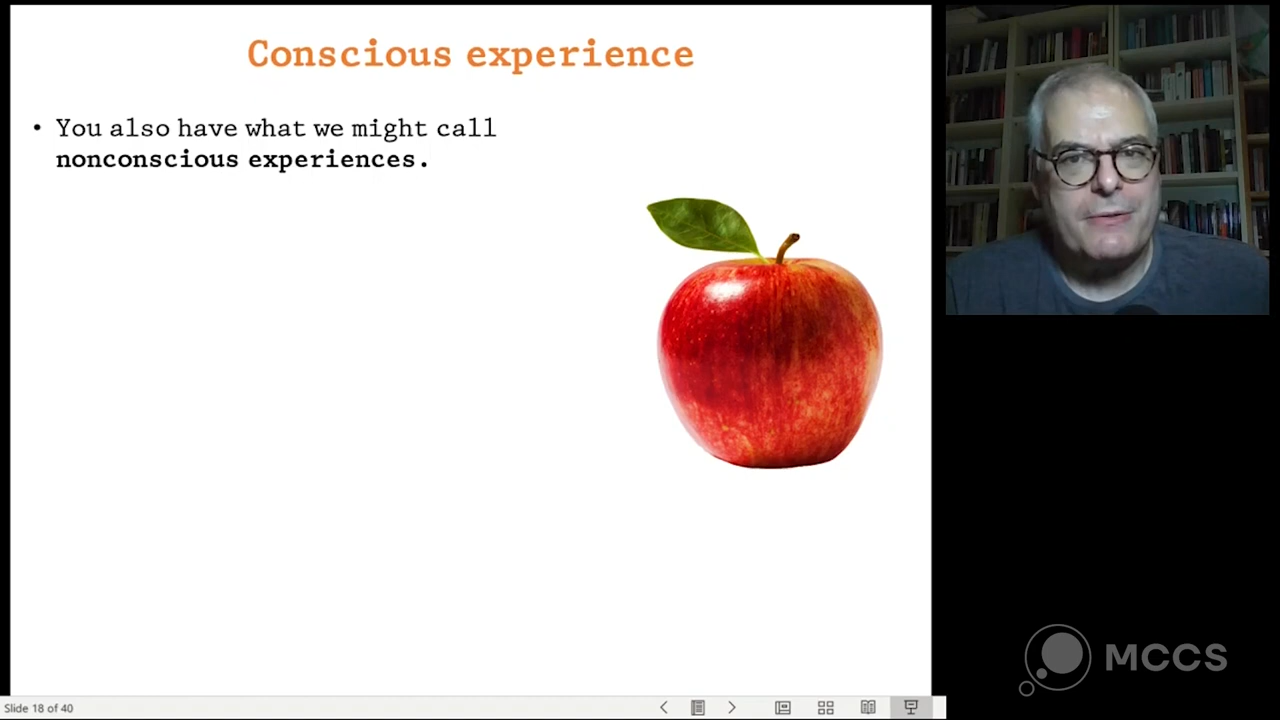 Conscious experience
• You also have what we might call
nonconscious experiences.
MCCS
Slide 18 of 40